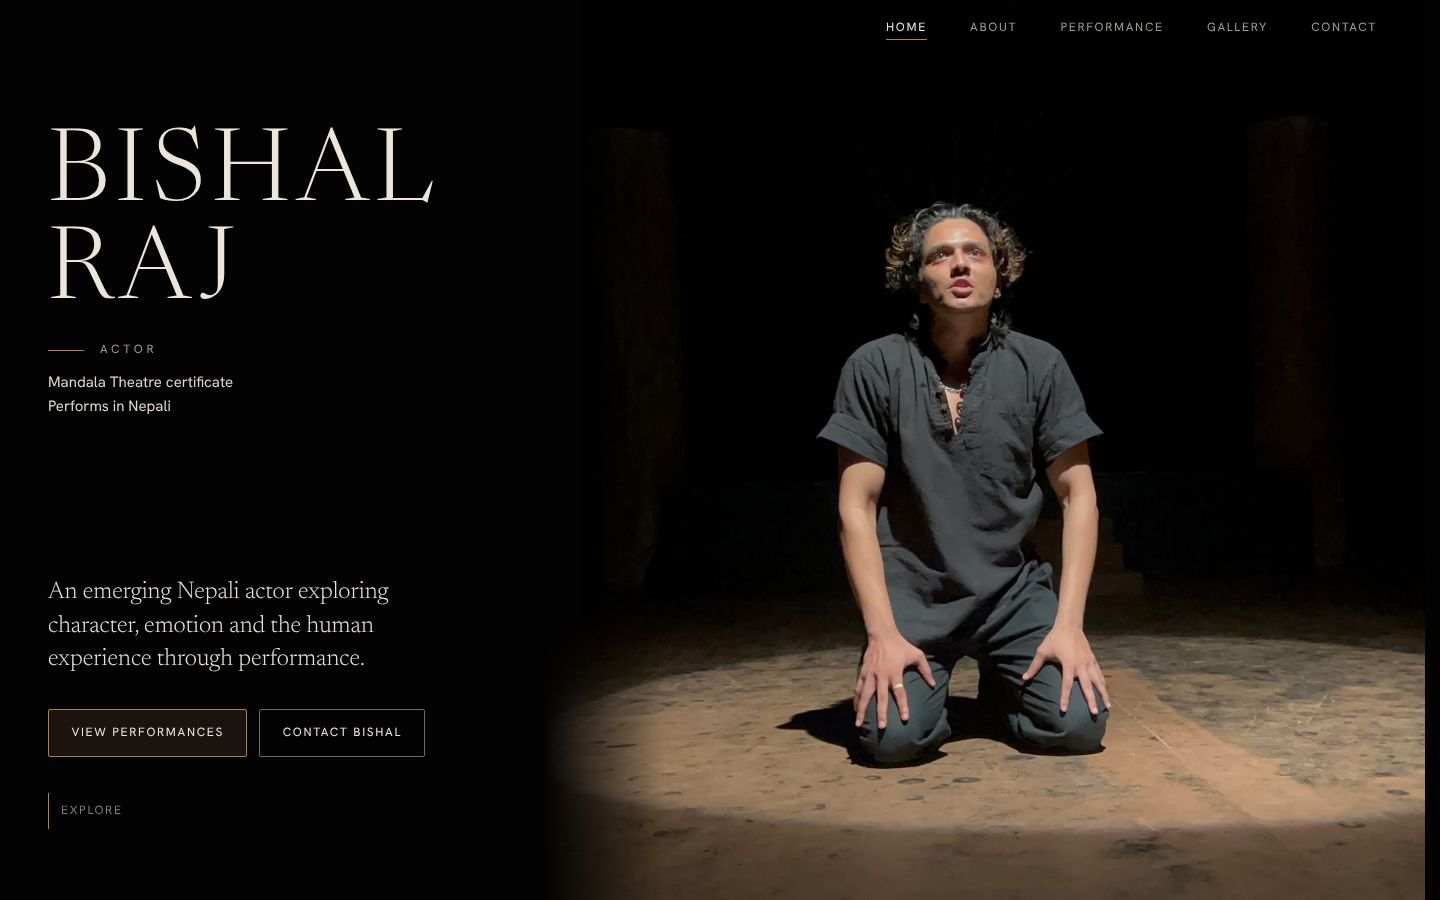 HOME ABOUT PERFORMANCE GALLERY CONTACT
BISHAL
RAJ
ACTOR
Mandala Theatre certificate
Performs in Nepali
An emerging Nepali actor exploring
character, emotion and the human
experience through performance.
VIEW PERFORMANCES CONTACT BISHAL
EXPLORE